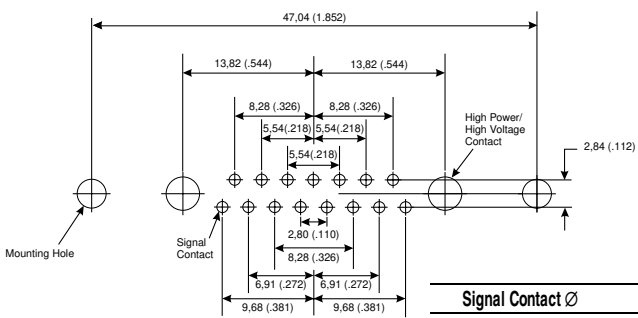 47,04 (1.852)
13,82 (.544)
13,82 (.544)
8,28 (.326)
8,28 (.326)
5,54(.218)
5,54(.218)
5,54(.218)
High Power/
High Voltage
Contact
2,84 (.112)
Mounting Hole
Signal
Contact
2,80 (.110)
8,28 (.326)
6,91 (.272)
6,91 (.272)
9,68 (.381)
9,68 (.381)
Signal Contact ∅